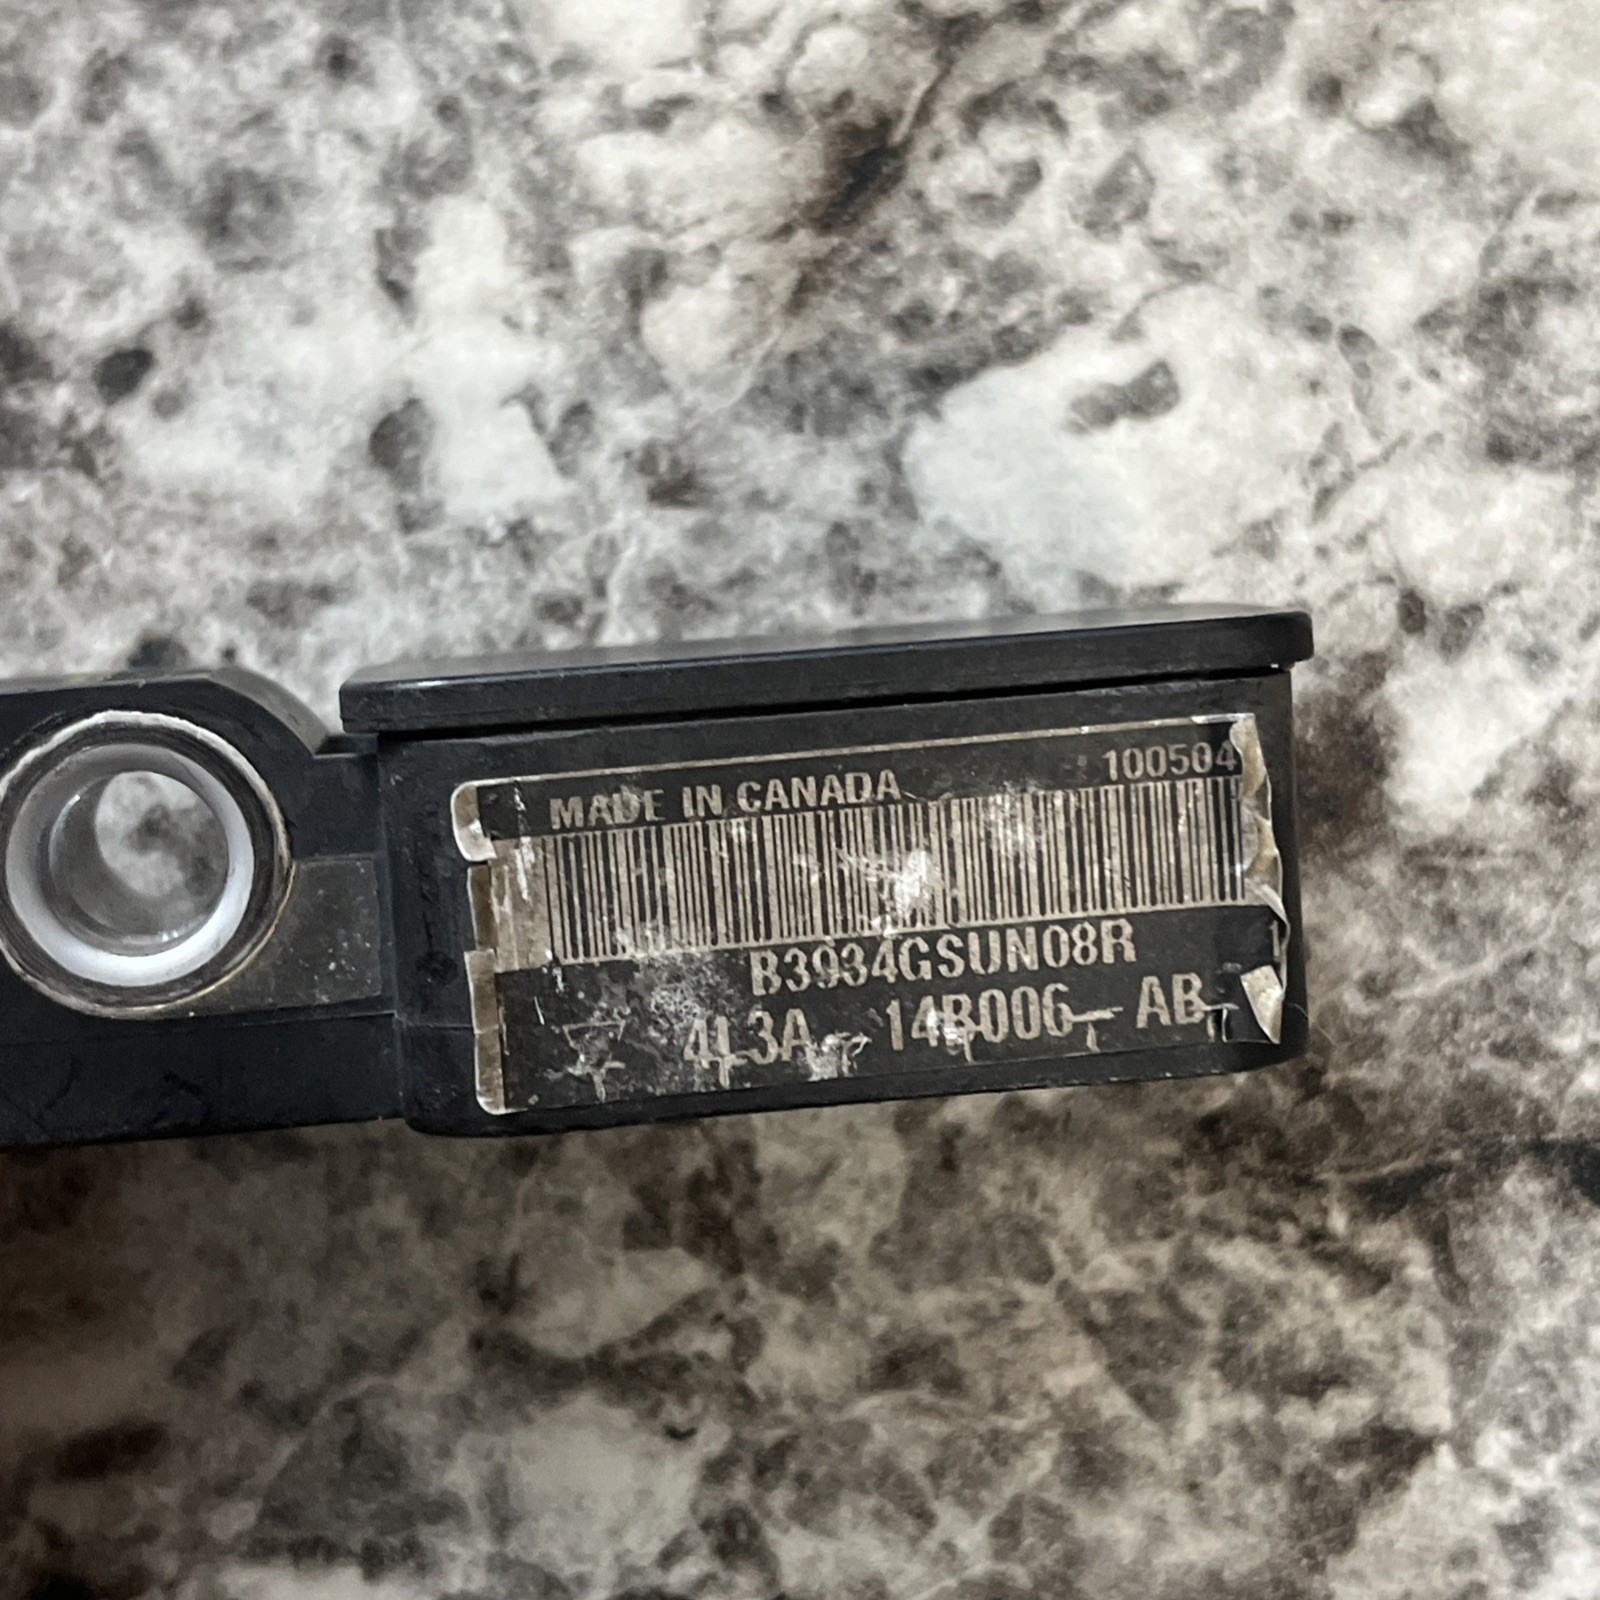 MADE IN CANADA 100504
B3934GSUN08R
4L3A - 14B006 - AB